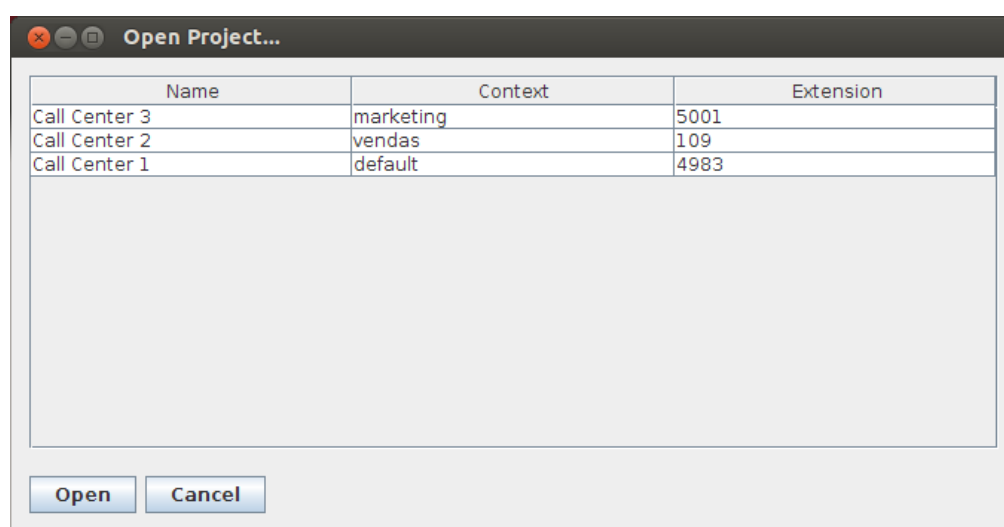 Open Project...
Name Context Extension
Call Center 3 marketing 5001
Call Center 2 vendas 109
Call Center 1 default 4983
Open Cancel